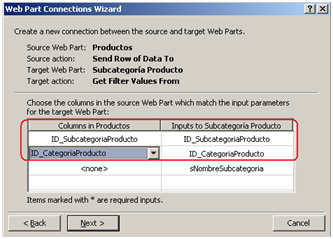 Web Part Connections Wizard
Create a new connection between the source and target Web Parts.
Source Web Part: Productos
Source action: Send Row of Data To
Target Web Part: Subcategoría Producto
Target action: Get Filter Values From
Choose the columns in the source Web Part which match the input parameters
for the target Web Part:
Columns in Productos Inputs to Subcategoría Producto
ID_SubcategoriaProducto ID_SubcategoriaProducto
ID_CategoriaProducto ID_CategoriaProducto
<none> sNombreSubcategoria
Items marked with * are required inputs.
< Back Next > Cancel